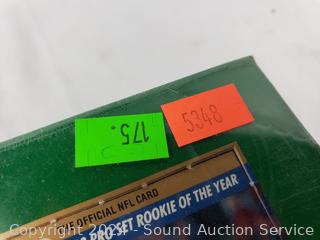 175.
5348
OFFICIAL NFL CARD
PRO SET ROOKIE OF THE YEAR
Copyright 2021 - Sound Auction Service